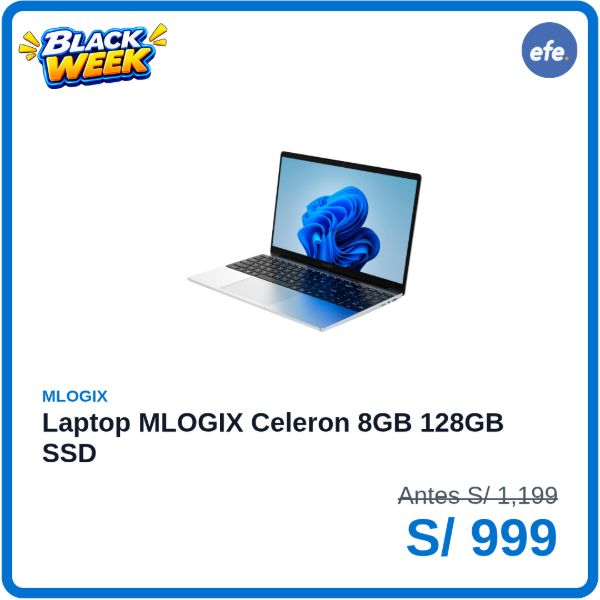 BLACK
WEEK
efe.
MLOGIX
Laptop MLOGIX Celeron 8GB 128GB
SSD
Antes S/ 1,199
S/ 999